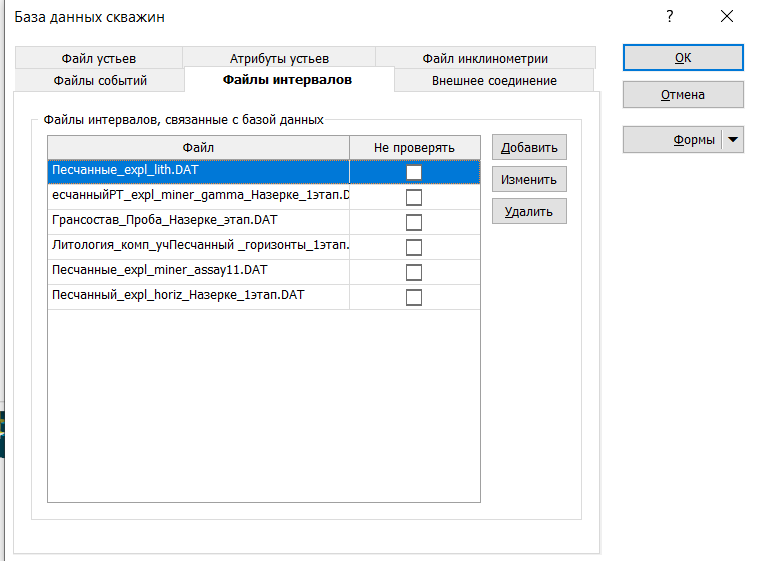 База данных скважин
?
Файл устьев
Атрибуты устьев
Файл инклинометрии
Файлы событий
Файлы интервалов
Внешнее соединение
Файлы интервалов, связанные с базой данных
Файл
Не проверять
Песчанные_expl_lith.DAT
есчанныйРТ_expl_miner_gamma_Назерке_1этап.D
Грансостав_Проба_Назерке_этап.DAT
Литология_комп_учПесчанный _горизонты_1этап.
Песчанные_expl_miner_assay11.DAT
Песчанный_expl_horiz_Назерке_1этап.DAT
Добавить
Изменить
Удалить
OK
Отмена
Формы